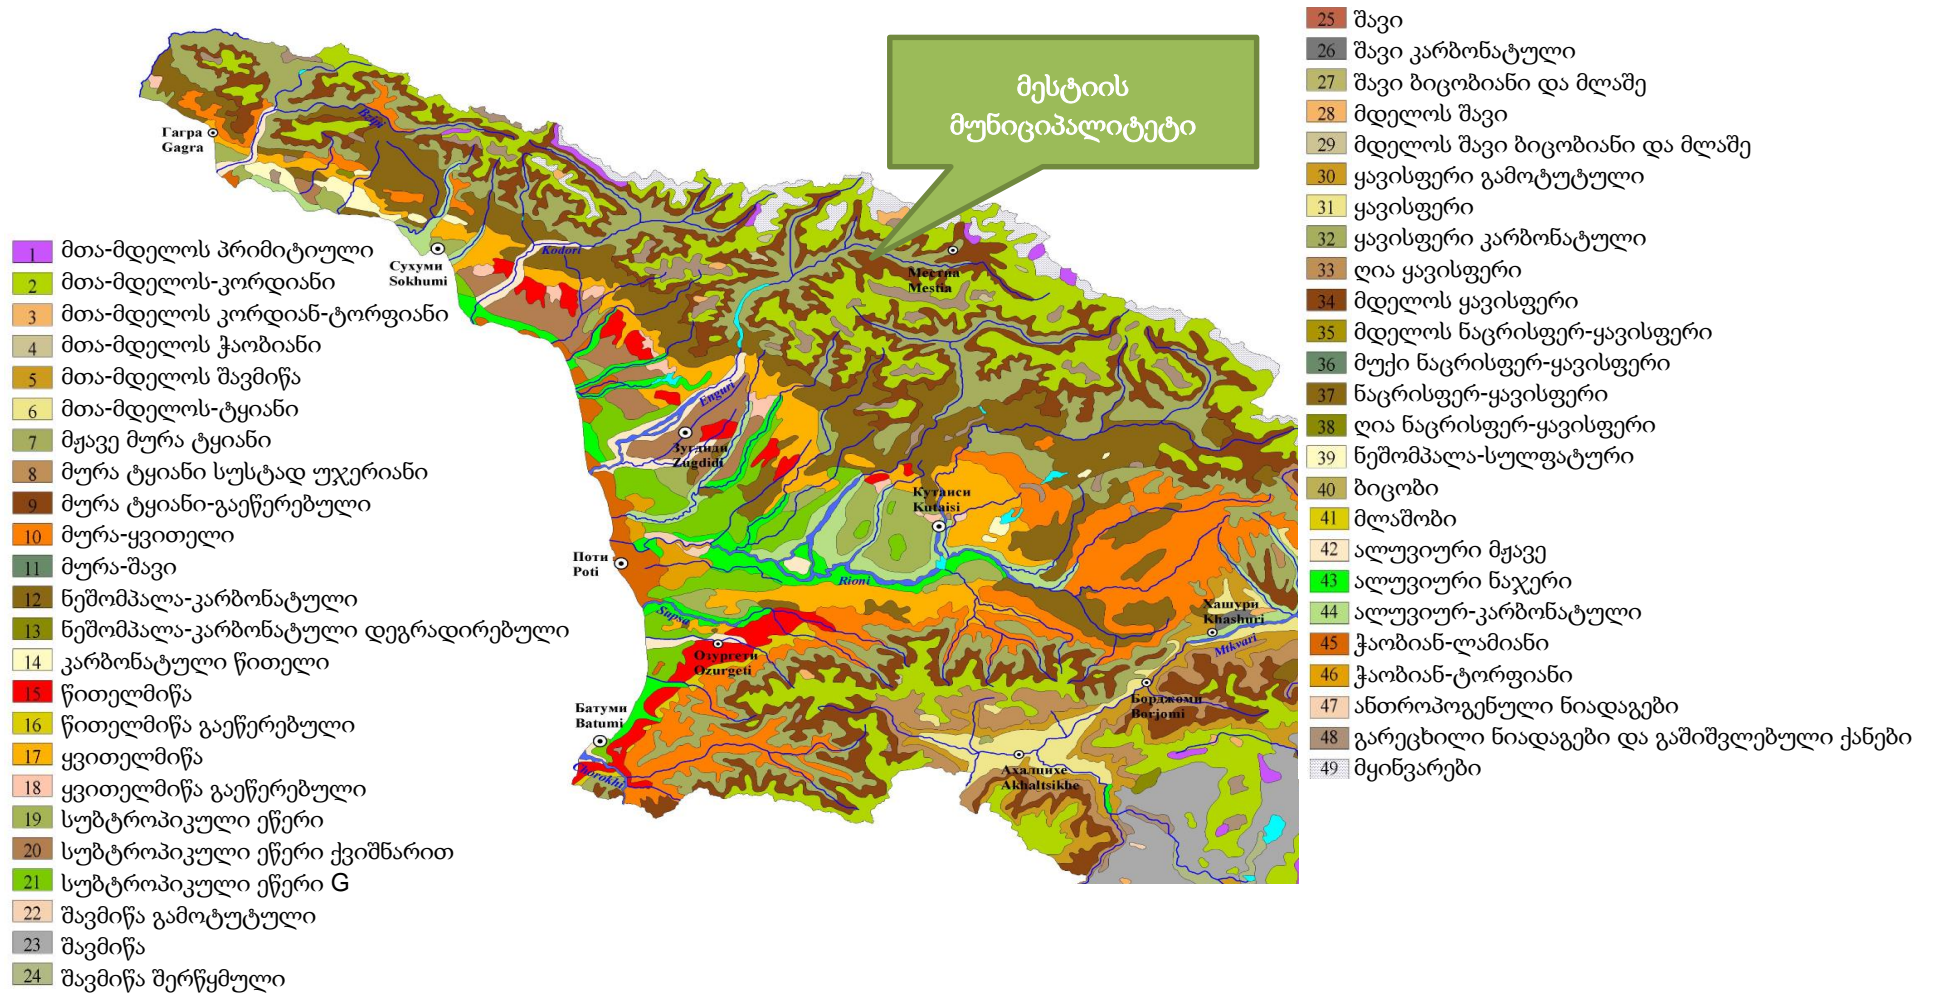 მესტიის
მუნიციპალიტეტი
Гагра
Gagra
Bzipi
Сухуми
Sokhumi
Kodori
Местиа
Mestia
Enguri
Зугдиди
Zugdidi
Кутаиси
Kutaisi
Поти
Poti
Rioni
Supsa
Озургети
Ozurgeti
Хашури
Khashuri
Mtkvari
Батуми
Batumi
Chorokhi
Борджоми
Borjomi
Ахалцихе
Akhaltsikhe
1 მთა-მდელოს პრიმიტიული
2 მთა-მდელოს-კორდიანი
3 მთა-მდელოს კორდიან-ტორფიანი
4 მთა-მდელოს ჭაობიანი
5 მთა-მდელოს შავმიწა
6 მთა-მდელოს-ტყიანი
7 მჟავე მურა ტყიანი
8 მურა ტყიანი სუსტად უჯერიანი
9 მურა ტყიანი-გაეწერებული
10 მურა-ყვითელი
11 მურა-შავი
12 ნეშომპალა-კარბონატული
13 ნეშომპალა-კარბონატული დეგრადირებული
14 კარბონატული წითელი
15 წითელმიწა
16 წითელმიწა გაეწერებული
17 ყვითელმიწა
18 ყვითელმიწა გაეწერებული
19 სუბტროპიკული ეწერი
20 სუბტროპიკული ეწერი ქვიშნარით
21 სუბტროპიკული ეწერი G
22 შავმიწა გამოტუტული
23 შავმიწა
24 შავმიწა შერწყმული
25 შავი
26 შავი კარბონატული
27 შავი ბიცობიანი და მლაშე
28 მდელოს შავი
29 მდელოს შავი ბიცობიანი და მლაშე
30 ყავისფერი გამოტუტული
31 ყავისფერი
32 ყავისფერი კარბონატული
33 ღია ყავისფერი
34 მდელოს ყავისფერი
35 მდელოს ნაცრისფერ-ყავისფერი
36 მუქი ნაცრისფერ-ყავისფერი
37 ნაცრისფერ-ყავისფერი
38 ღია ნაცრისფერ-ყავისფერი
39 ნეშომპალა-სულფატური
40 ბიცობი
41 მლაშობი
42 ალუვიური მჟავე
43 ალუვიური ნაჯერი
44 ალუვიურ-კარბონატული
45 ჭაობიან-ლამიანი
46 ჭაობიან-ტორფიანი
47 ანთროპოგენული ნიადაგები
48 გარეცხილი ნიადაგები და გაშიშვლებული ქანები
49 მყინვარები